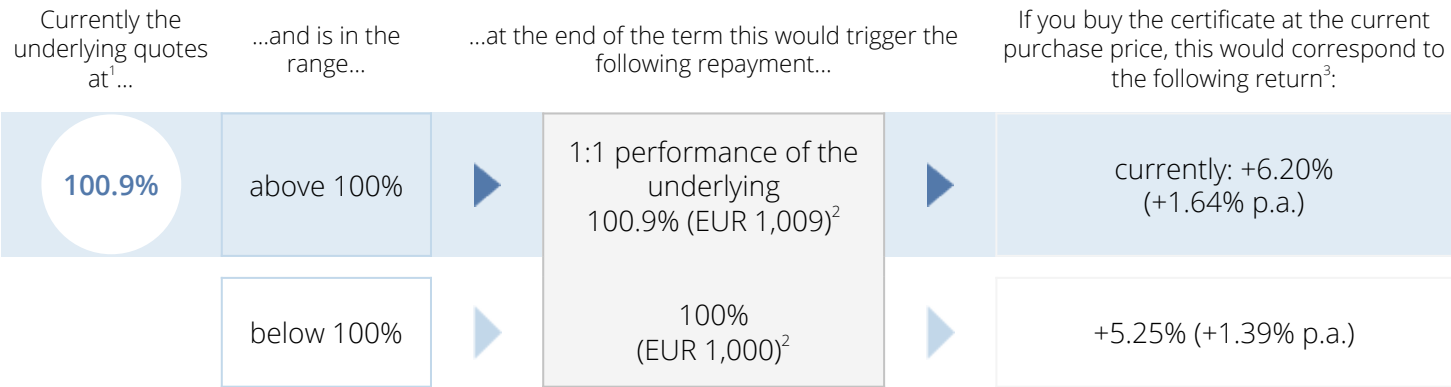 Currently the
underlying quotes
at¹...
...and is in the
range...
...at the end of the term this would trigger the
following repayment...
If you buy the certificate at the current
purchase price, this would correspond to
the following return³:
100.9%
above 100%
1:1 performance of the
underlying
100.9% (EUR 1,009)²
currently: +6.20%
(+1.64% p.a.)
below 100%
100%
(EUR 1,000)²
+5.25% (+1.39% p.a.)